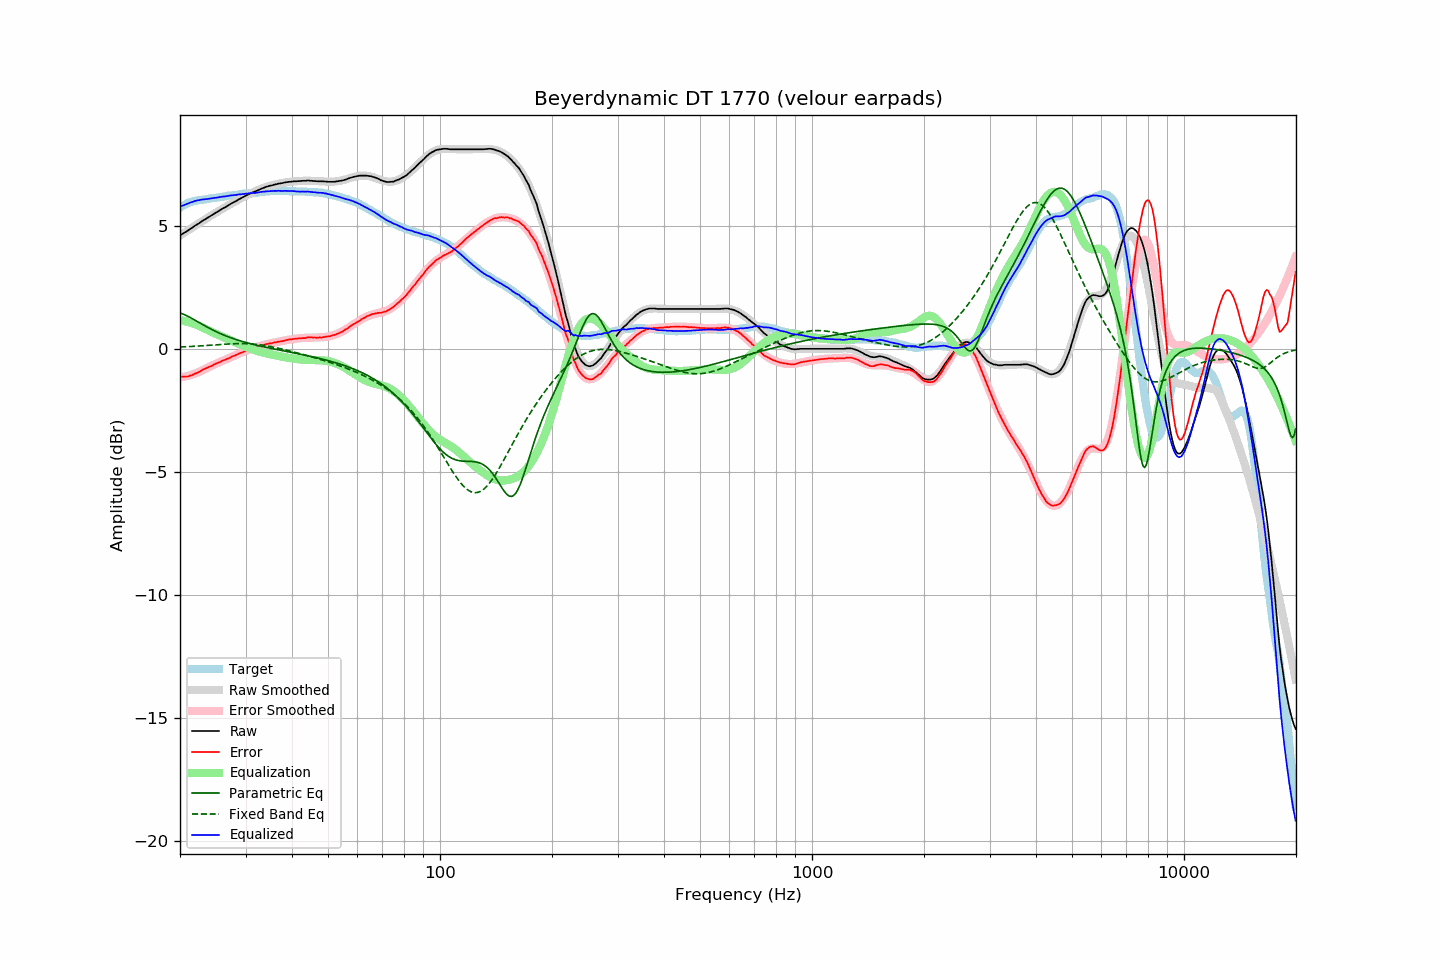 Beyerdynamic DT 1770 (velour earpads)
Amplitude (dBr)
5
0
−5
−10
−15
−20
Target
Raw Smoothed
Error Smoothed
Raw
Error
Equalization
Parametric Eq
Fixed Band Eq
Equalized
100
1000
10000
Frequency (Hz)